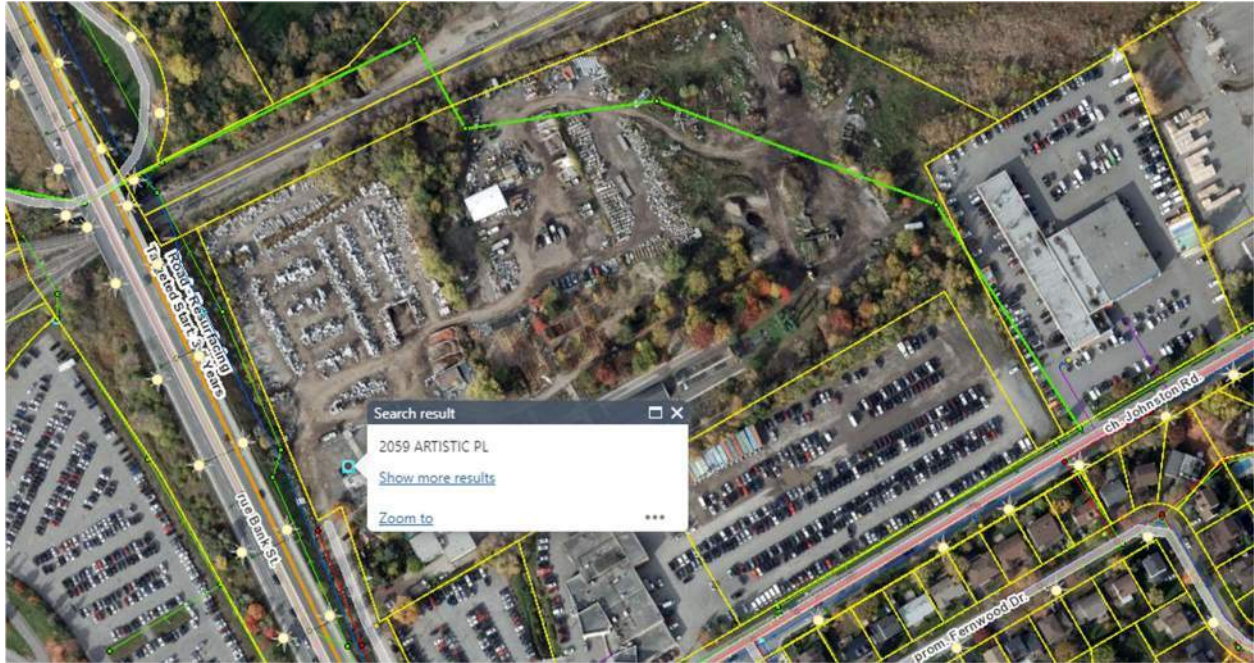 Road - Resurfacing
Targeted Start 3-5 Years
rue Bank St.
Search result
2059 ARTISTIC PL
Show more results
Zoom to
ch. Johnston Rd.
prom. Fernwood Dr.